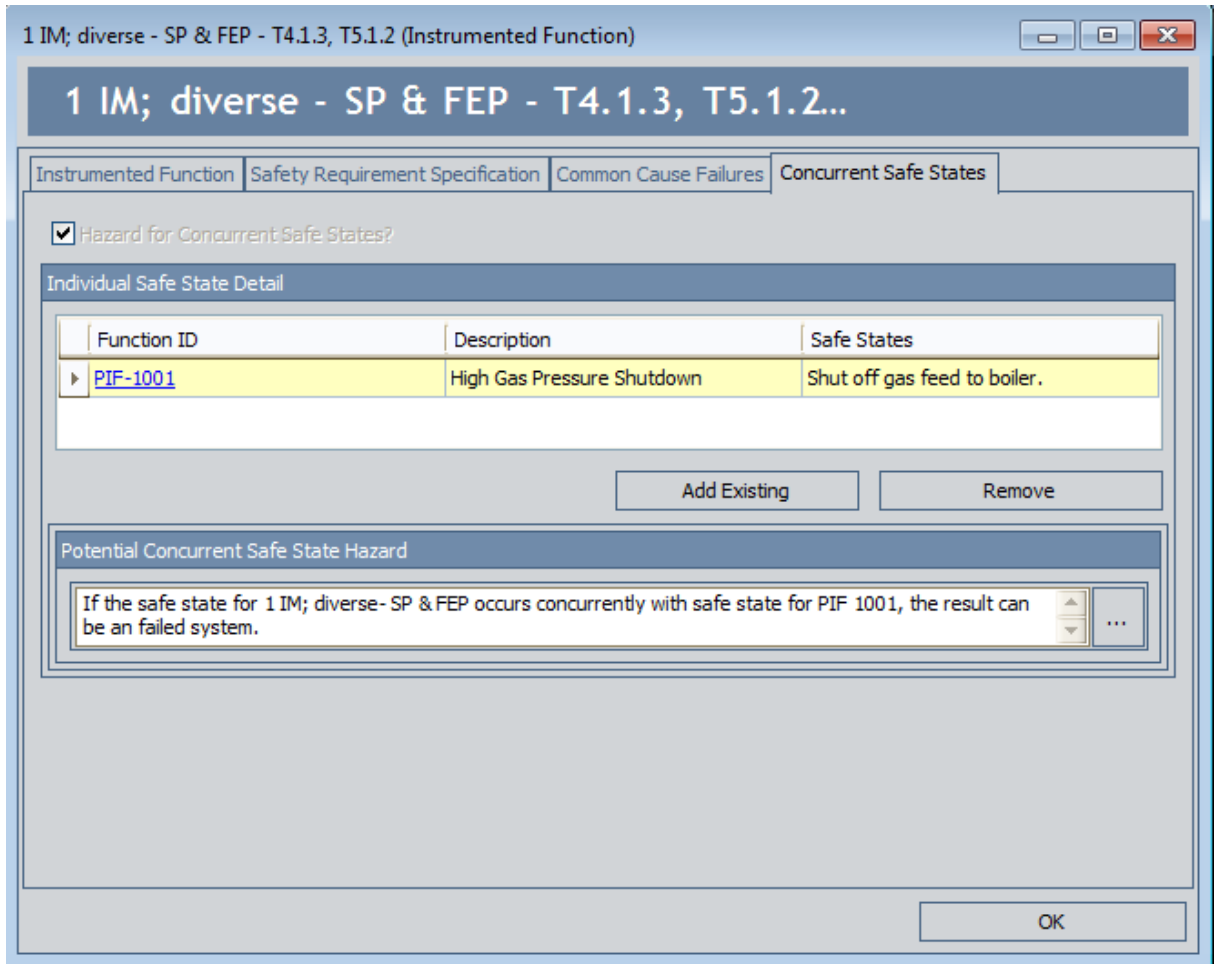 1 IM; diverse - SP & FEP - T4.1.3, T5.1.2 (Instrumented Function)
1 IM; diverse - SP & FEP - T4.1.3, T5.1.2...
Instrumented Function Safety Requirement Specification Common Cause Failures Concurrent Safe States
Hazard for Concurrent Safe States?
Individual Safe State Detail
Function ID Description Safe States
PIF-1001 High Gas Pressure Shutdown Shut off gas feed to boiler.
Add Existing Remove
Potential Concurrent Safe State Hazard
If the safe state for 1 IM; diverse- SP & FEP occurs concurrently with safe state for PIF 1001, the result can
be an failed system.
...
OK